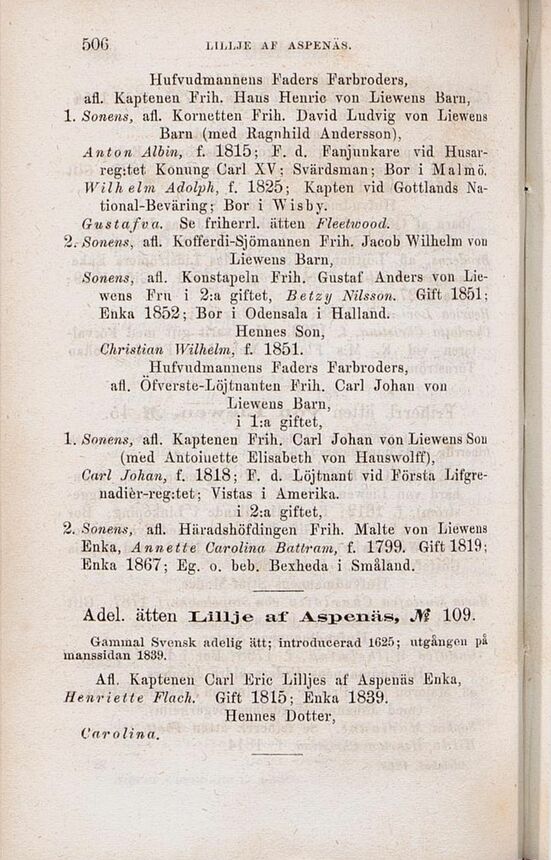 506 LILLJE AF ASPENÄS.
Hufvudmannens Faders Farbroders,
afl. Kaptenen Frih. Hans Henric von Liewens Barn,
1. Sonens, afl. Kornetten Frih. David Ludvig von Liewens
Barn (med Ragnhild Andersson),
Anton Albin, f. 1815; F. d. Fanjunkare vid Husar-
reg:tet Konung Carl XV; Svärdsman; Bor i Malmö.
Wilhelm Adolph, f. 1825; Kapten vid Gottlands Na-
tional-Beväring; Bor i Wisby.
Gustafva. Se friherrl. ätten Fleetwood.
2. Sonens, afl. Kofferdi-Sjömannen Frih. Jacob Wilhelm von
Liewens Barn,
Sonens, afl. Konstapeln Frih. Gustaf Anders von Lie-
wens Fru i 2:a giftet, Betzy Nilsson. Gift 1851;
Enka 1852; Bor i Odensala i Halland.
Hennes Son,
Christian Wilhelm, f. 1851.
Hufvudmannens Faders Farbroders,
afl. Öfverste-Löjtnanten Frih. Carl Johan von
Liewens Barn,
i 1:a giftet,
1. Sonens, afl. Kaptenen Frih. Carl Johan von Liewens Son
(med Antoinette Elisabeth von Hauswolff),
Carl Johan, f. 1818; F. d. Löjtnant vid Första Lifgre-
nadièr-reg:tet; Vistas i Amerika.
i 2:a giftet,
2. Sonens, afl. Häradshöfdingen Frih. Malte von Liewens
Enka, Annette Carolina Battram, f. 1799. Gift 1819;
Enka 1867; Eg. o. beb. Bexheda i Småland.
Adel. ätten Lillje af Aspenäs, № 109.
Gammal Svensk adelig ätt; introducerad 1625; utgången på
manssidan 1839.
Afl. Kaptenen Carl Eric Lilljes af Aspenäs Enka,
Henriette Flach. Gift 1815; Enka 1839.
Hennes Dotter,
Carolina.